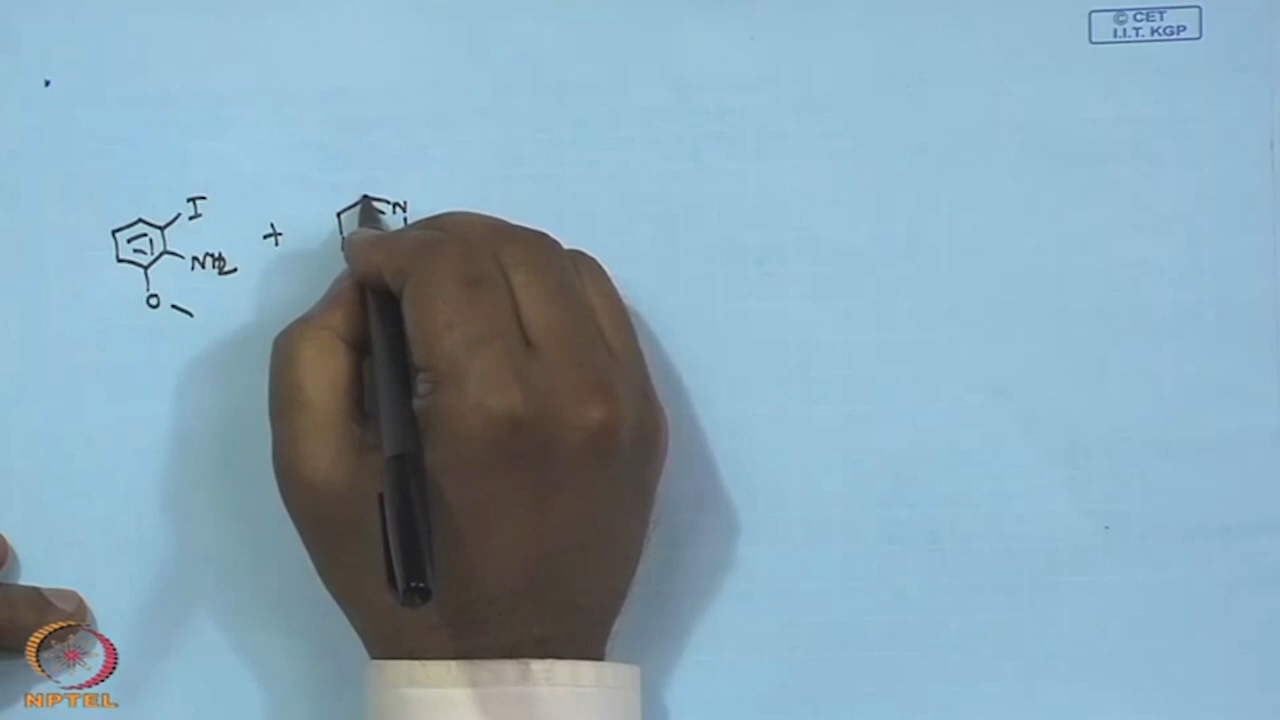 © CET
I.I.T. KGP
I
N
+
NH2
O
NPTEL